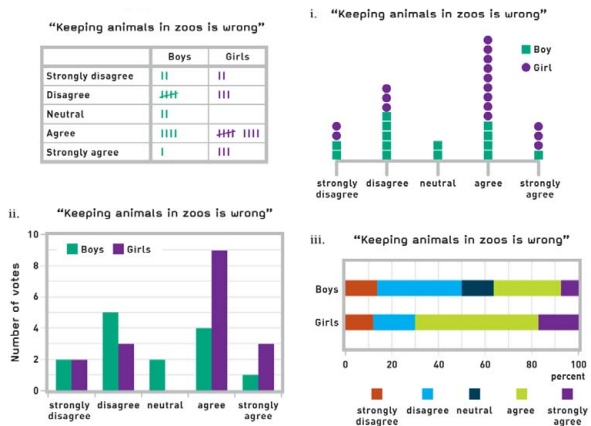 "Keeping animals in zoos is wrong"
Boys Girls
Strongly disagree
Disagree
Neutral
Agree
Strongly agree
i. "Keeping animals in zoos is wrong"
Boy
Girl
strongly disagree
disagree
neutral
agree
strongly agree
ii. "Keeping animals in zoos is wrong"
Number of votes
10
8
6
4
2
0
Boys Girls
strongly disagree
disagree
neutral
agree
strongly agree
iii. "Keeping animals in zoos is wrong"
Boys
Girls
0 20 40 60 80 100
percent
strongly disagree
disagree
neutral
agree
strongly agree